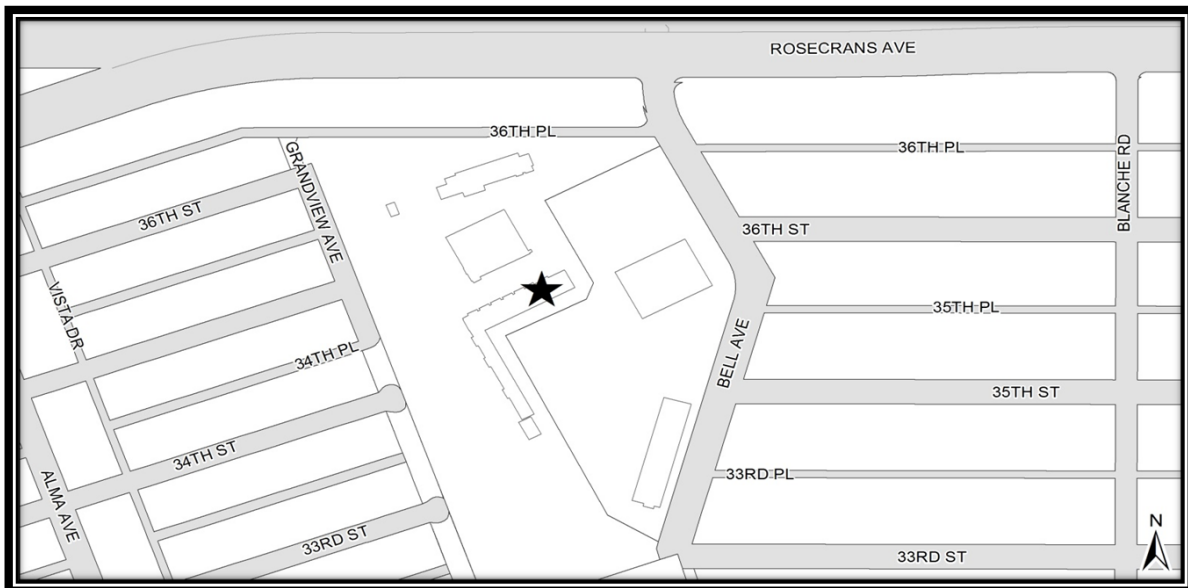 ROSECRANS AVE
36TH PL
36TH PL
BLANCHE RD
GRANDVIEW AVE
36TH ST
36TH ST
VISTA DR
35TH PL
34TH PL
BELL AVE
35TH ST
34TH ST
33RD PL
ALMA AVE
33RD ST
33RD ST
N